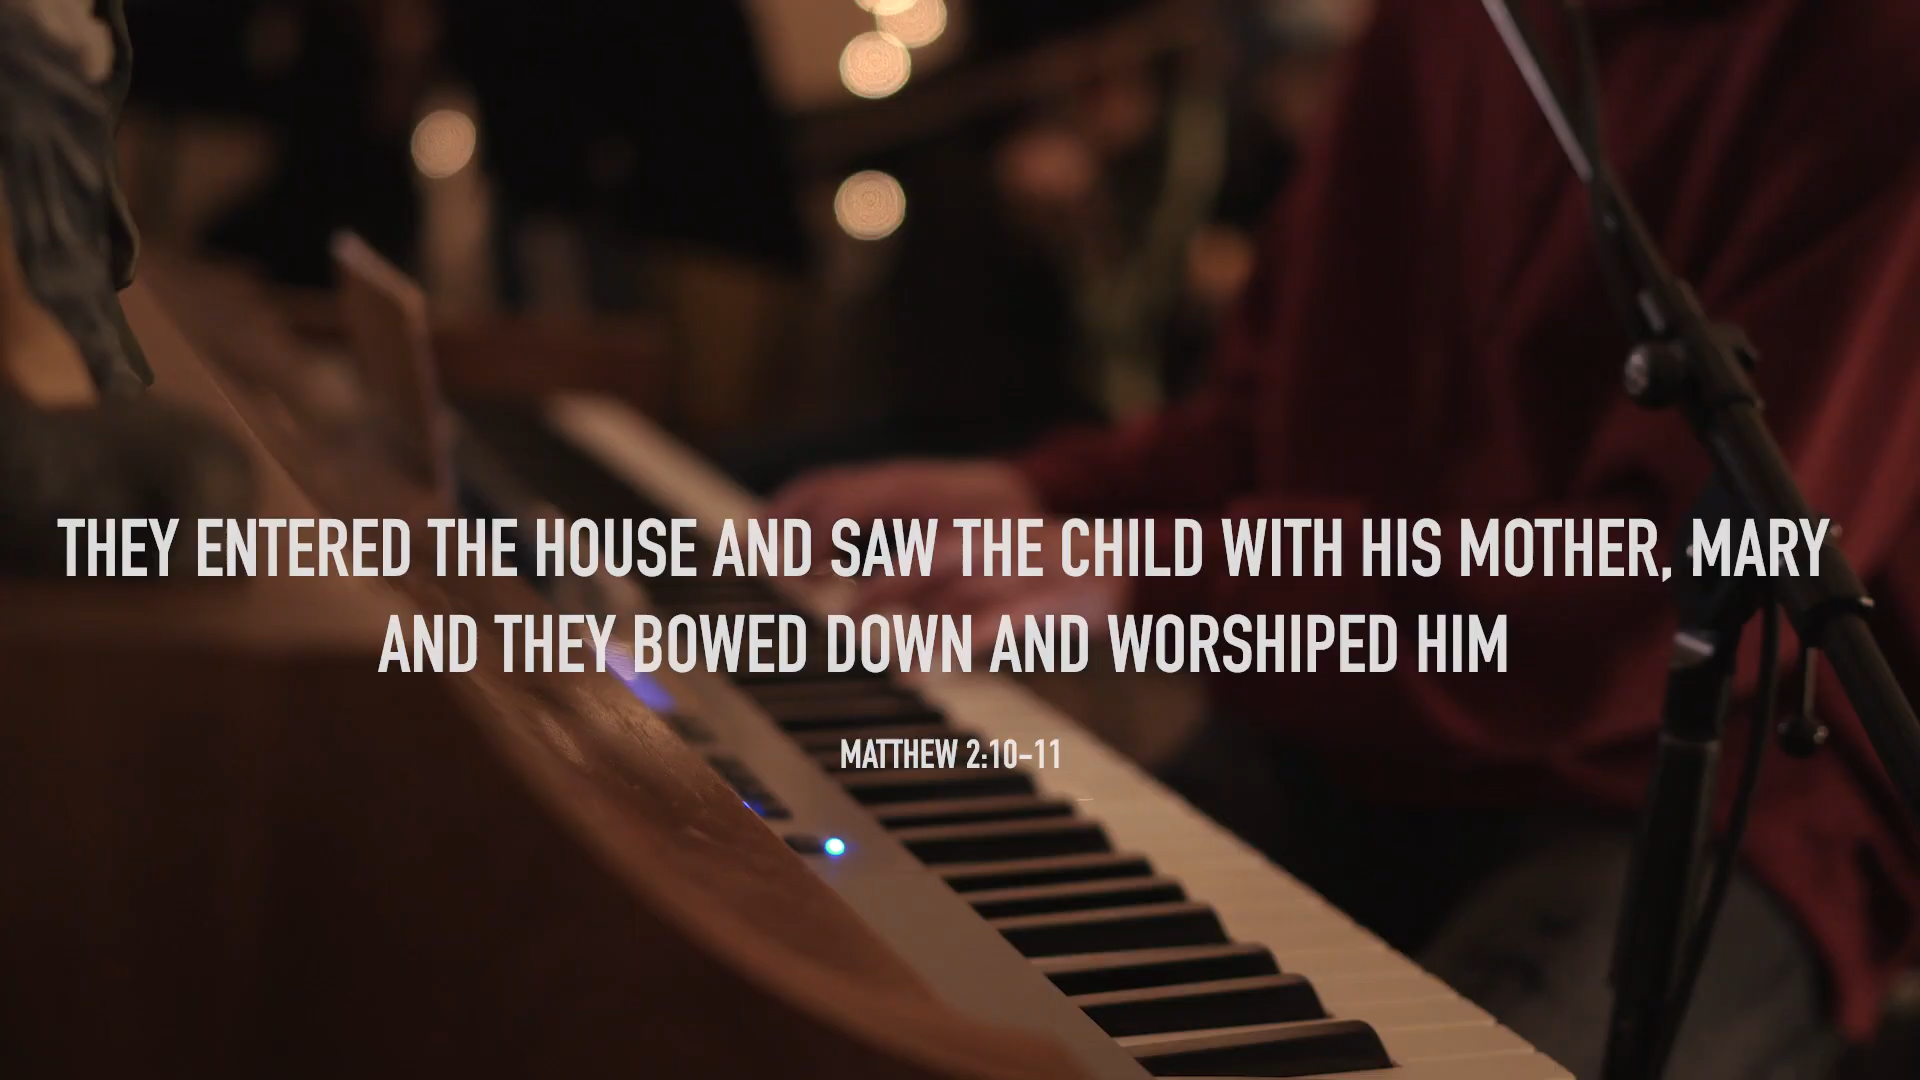 THEY ENTERED THE HOUSE AND SAW THE CHILD WITH HIS MOTHER, MARY
AND THEY BOWED DOWN AND WORSHIPED HIM
MATTHEW 2:10-11